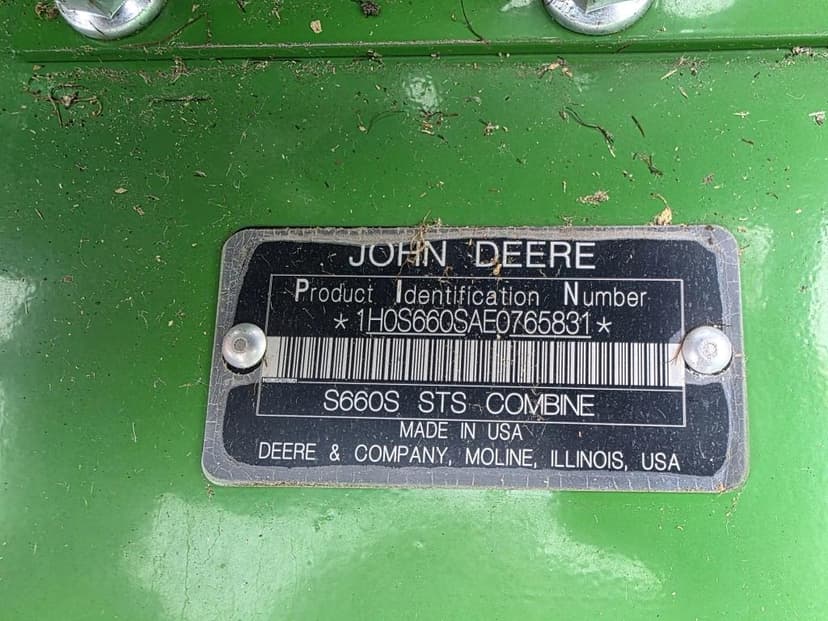 JOHN DEERE
Product Identification Number
*1H0S660SAE0765831*
S660S STS COMBINE
MADE IN USA
DEERE & COMPANY, MOLINE, ILLINOIS, USA